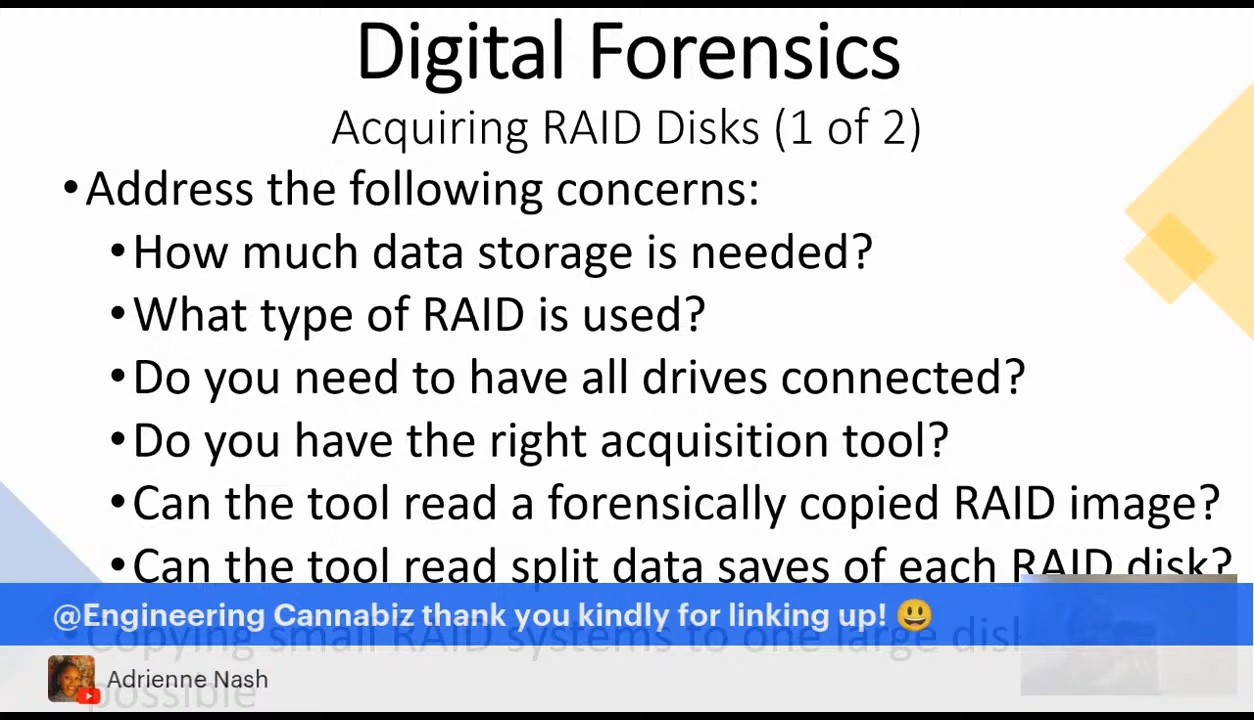 Digital Forensics
Acquiring RAID Disks (1 of 2)
•Address the following concerns:
•How much data storage is needed?
•What type of RAID is used?
•Do you need to have all drives connected?
•Do you have the right acquisition tool?
•Can the tool read a forensically copied RAID image?
•Can the tool read split data saves of each RAID disk?
@Engineering Cannabiz thank you kindly for linking up! 😃
•Copying small RAID systems to one large disk
Adrienne Nash
possible